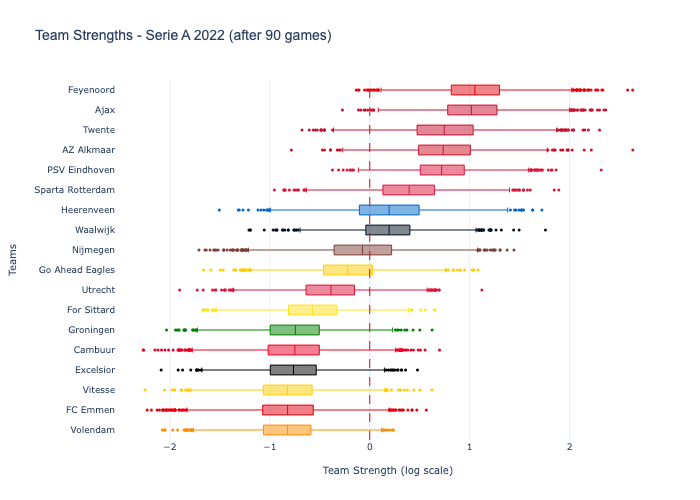 Team Strengths - Serie A 2022 (after 90 games)
Feyenoord
Ajax
Twente
AZ Alkmaar
PSV Eindhoven
Sparta Rotterdam
Heerenveen
Waalwijk
Nijmegen
Go Ahead Eagles
Utrecht
For Sittard
Groningen
Cambuur
Excelsior
Vitesse
FC Emmen
Volendam
Teams
−2 −1 0 1 2
Team Strength (log scale)